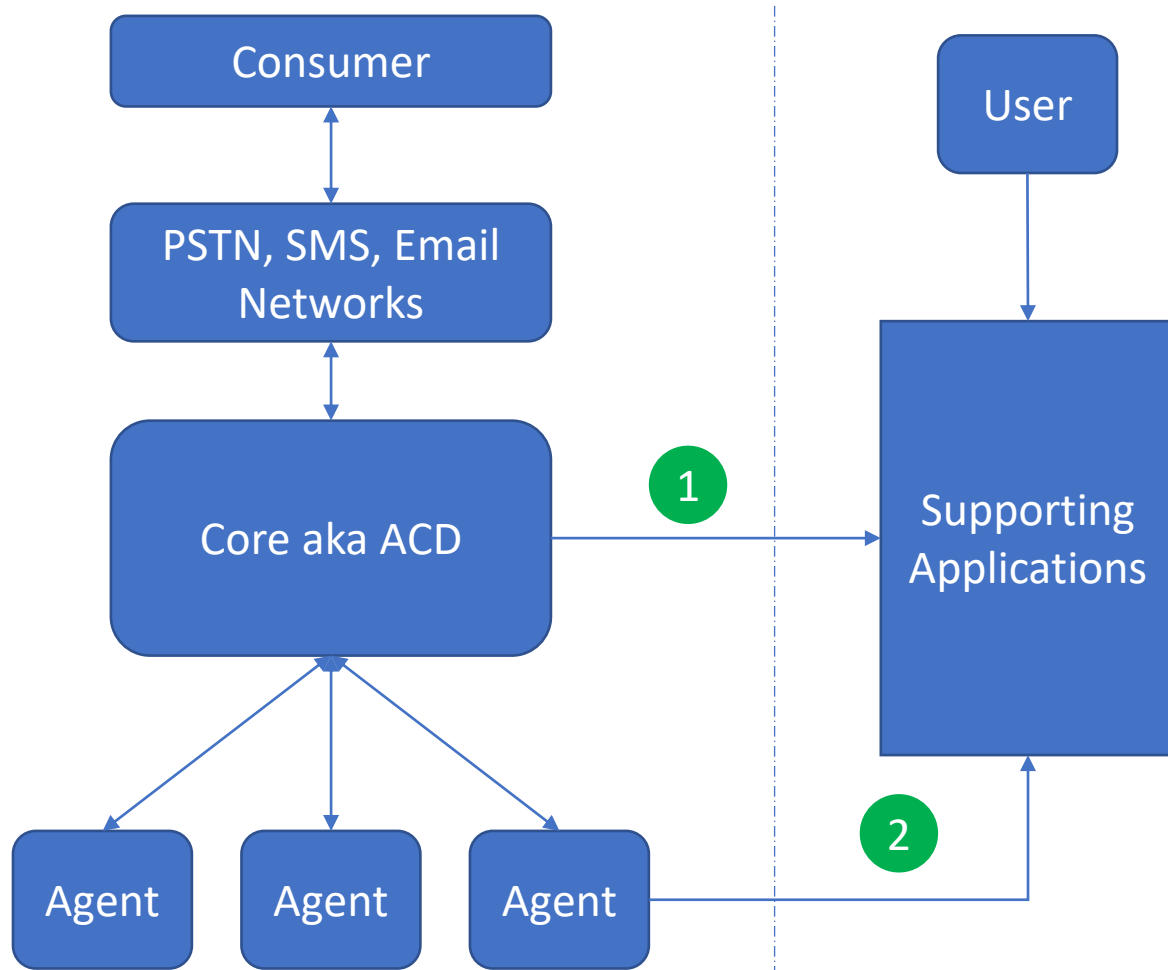 Consumer
User
PSTN, SMS, Email
Networks
1
Core aka ACD
Supporting
Applications
2
Agent
Agent
Agent